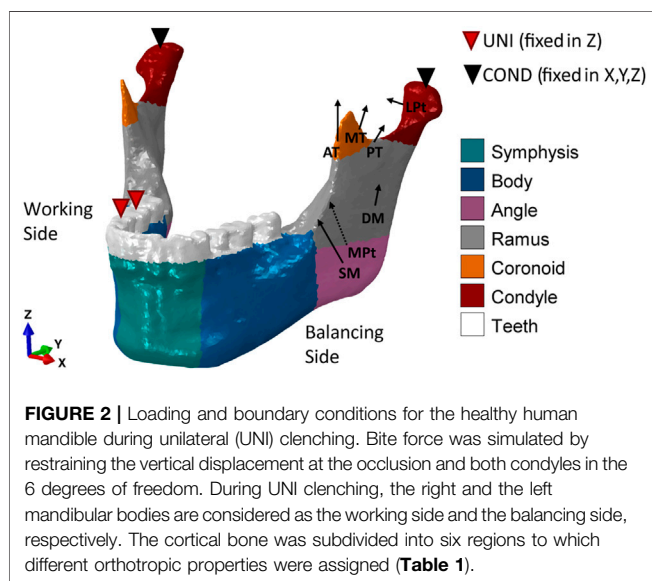 UNI (fixed in Z)
COND (fixed in X,Y,Z)
LPt
MT
AT
PT
DM
MPt
SM
Working
Side
Balancing
Side
Z
Y
X
Symphysis
Body
Angle
Ramus
Coronoid
Condyle
Teeth
FIGURE 2 | Loading and boundary conditions for the healthy human
mandible during unilateral (UNI) clenching. Bite force was simulated by
restraining the vertical displacement at the occlusion and both condyles in the
6 degrees of freedom. During UNI clenching, the right and the left
mandibular bodies are considered as the working side and the balancing side,
respectively. The cortical bone was subdivided into six regions to which
different orthotropic properties were assigned (Table 1).